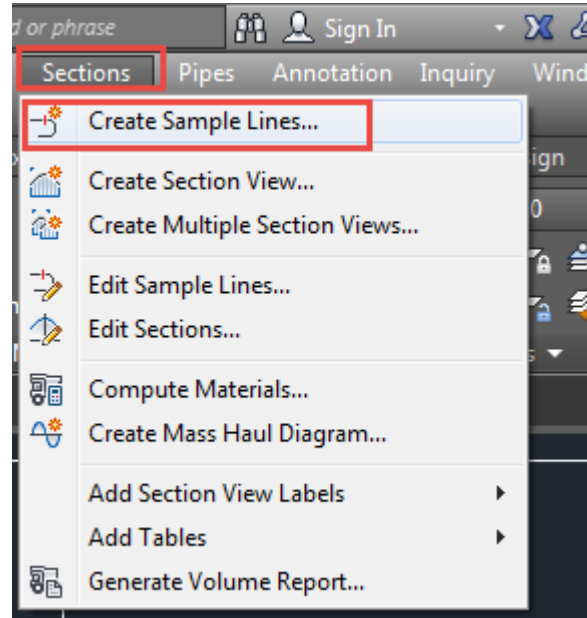 d or phrase Sign In
Sections Pipes Annotation Inquiry Wind
Create Sample Lines...
ign
Create Section View...
0
Create Multiple Section Views...
Edit Sample Lines...
Edit Sections...
s
Compute Materials...
Create Mass Haul Diagram...
Add Section View Labels
Add Tables
Generate Volume Report...